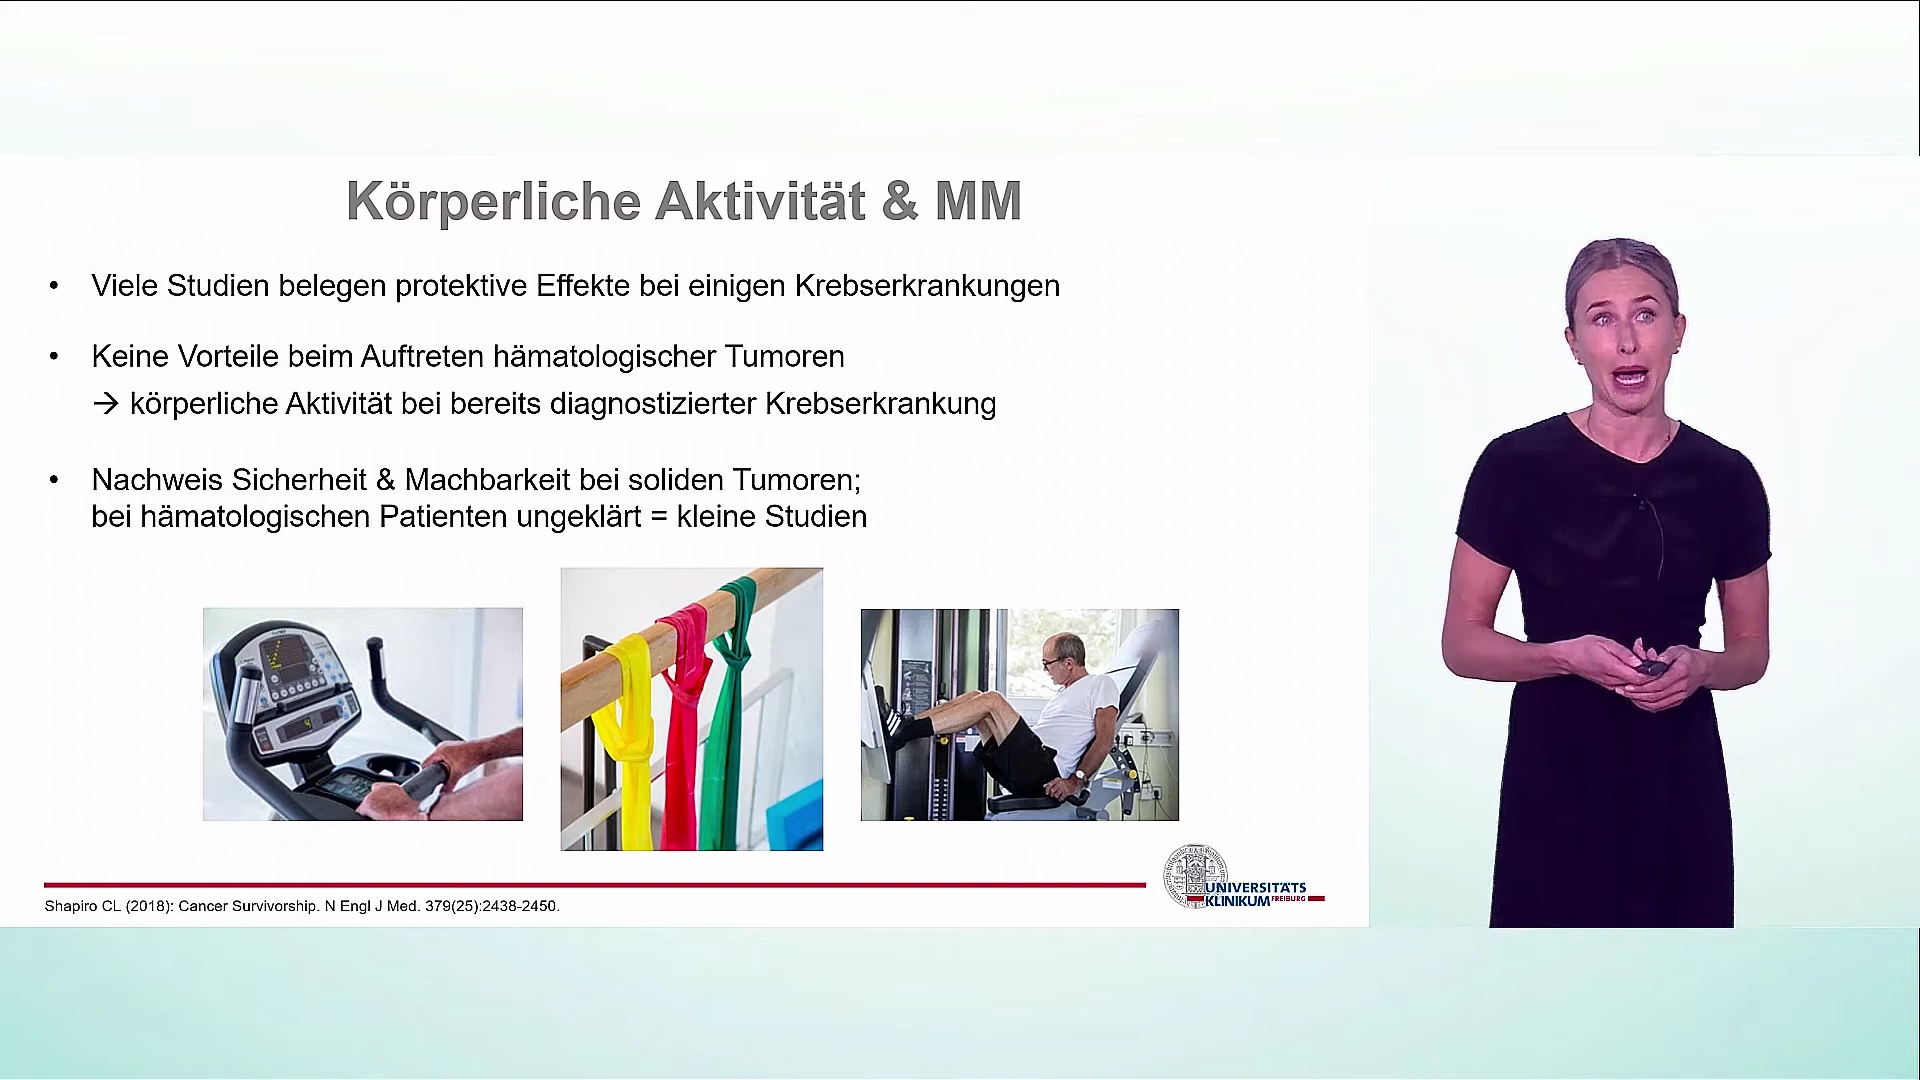 Körperliche Aktivität & MM
• Viele Studien belegen protektive Effekte bei einigen Krebserkrankungen
• Keine Vorteile beim Auftreten hämatologischer Tumoren
→ körperliche Aktivität bei bereits diagnostizierter Krebserkrankung
• Nachweis Sicherheit & Machbarkeit bei soliden Tumoren;
bei hämatologischen Patienten ungeklärt = kleine Studien
UNIVERSITÄTS
KLINIKUM FREIBURG
Shapiro CL (2018): Cancer Survivorship. N Engl J Med. 379(25):2438-2450.